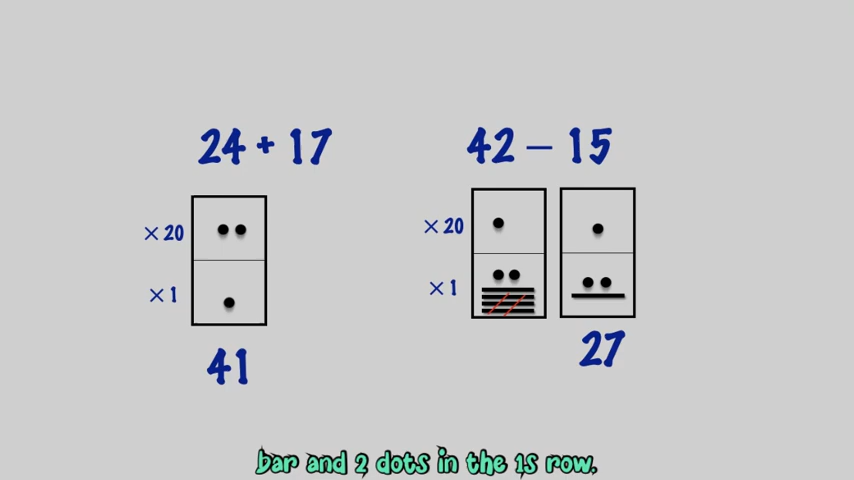 24 + 17
× 20
× 1
41
42 – 15
× 20
× 1
27
bar and 2 dots in the 1s row.